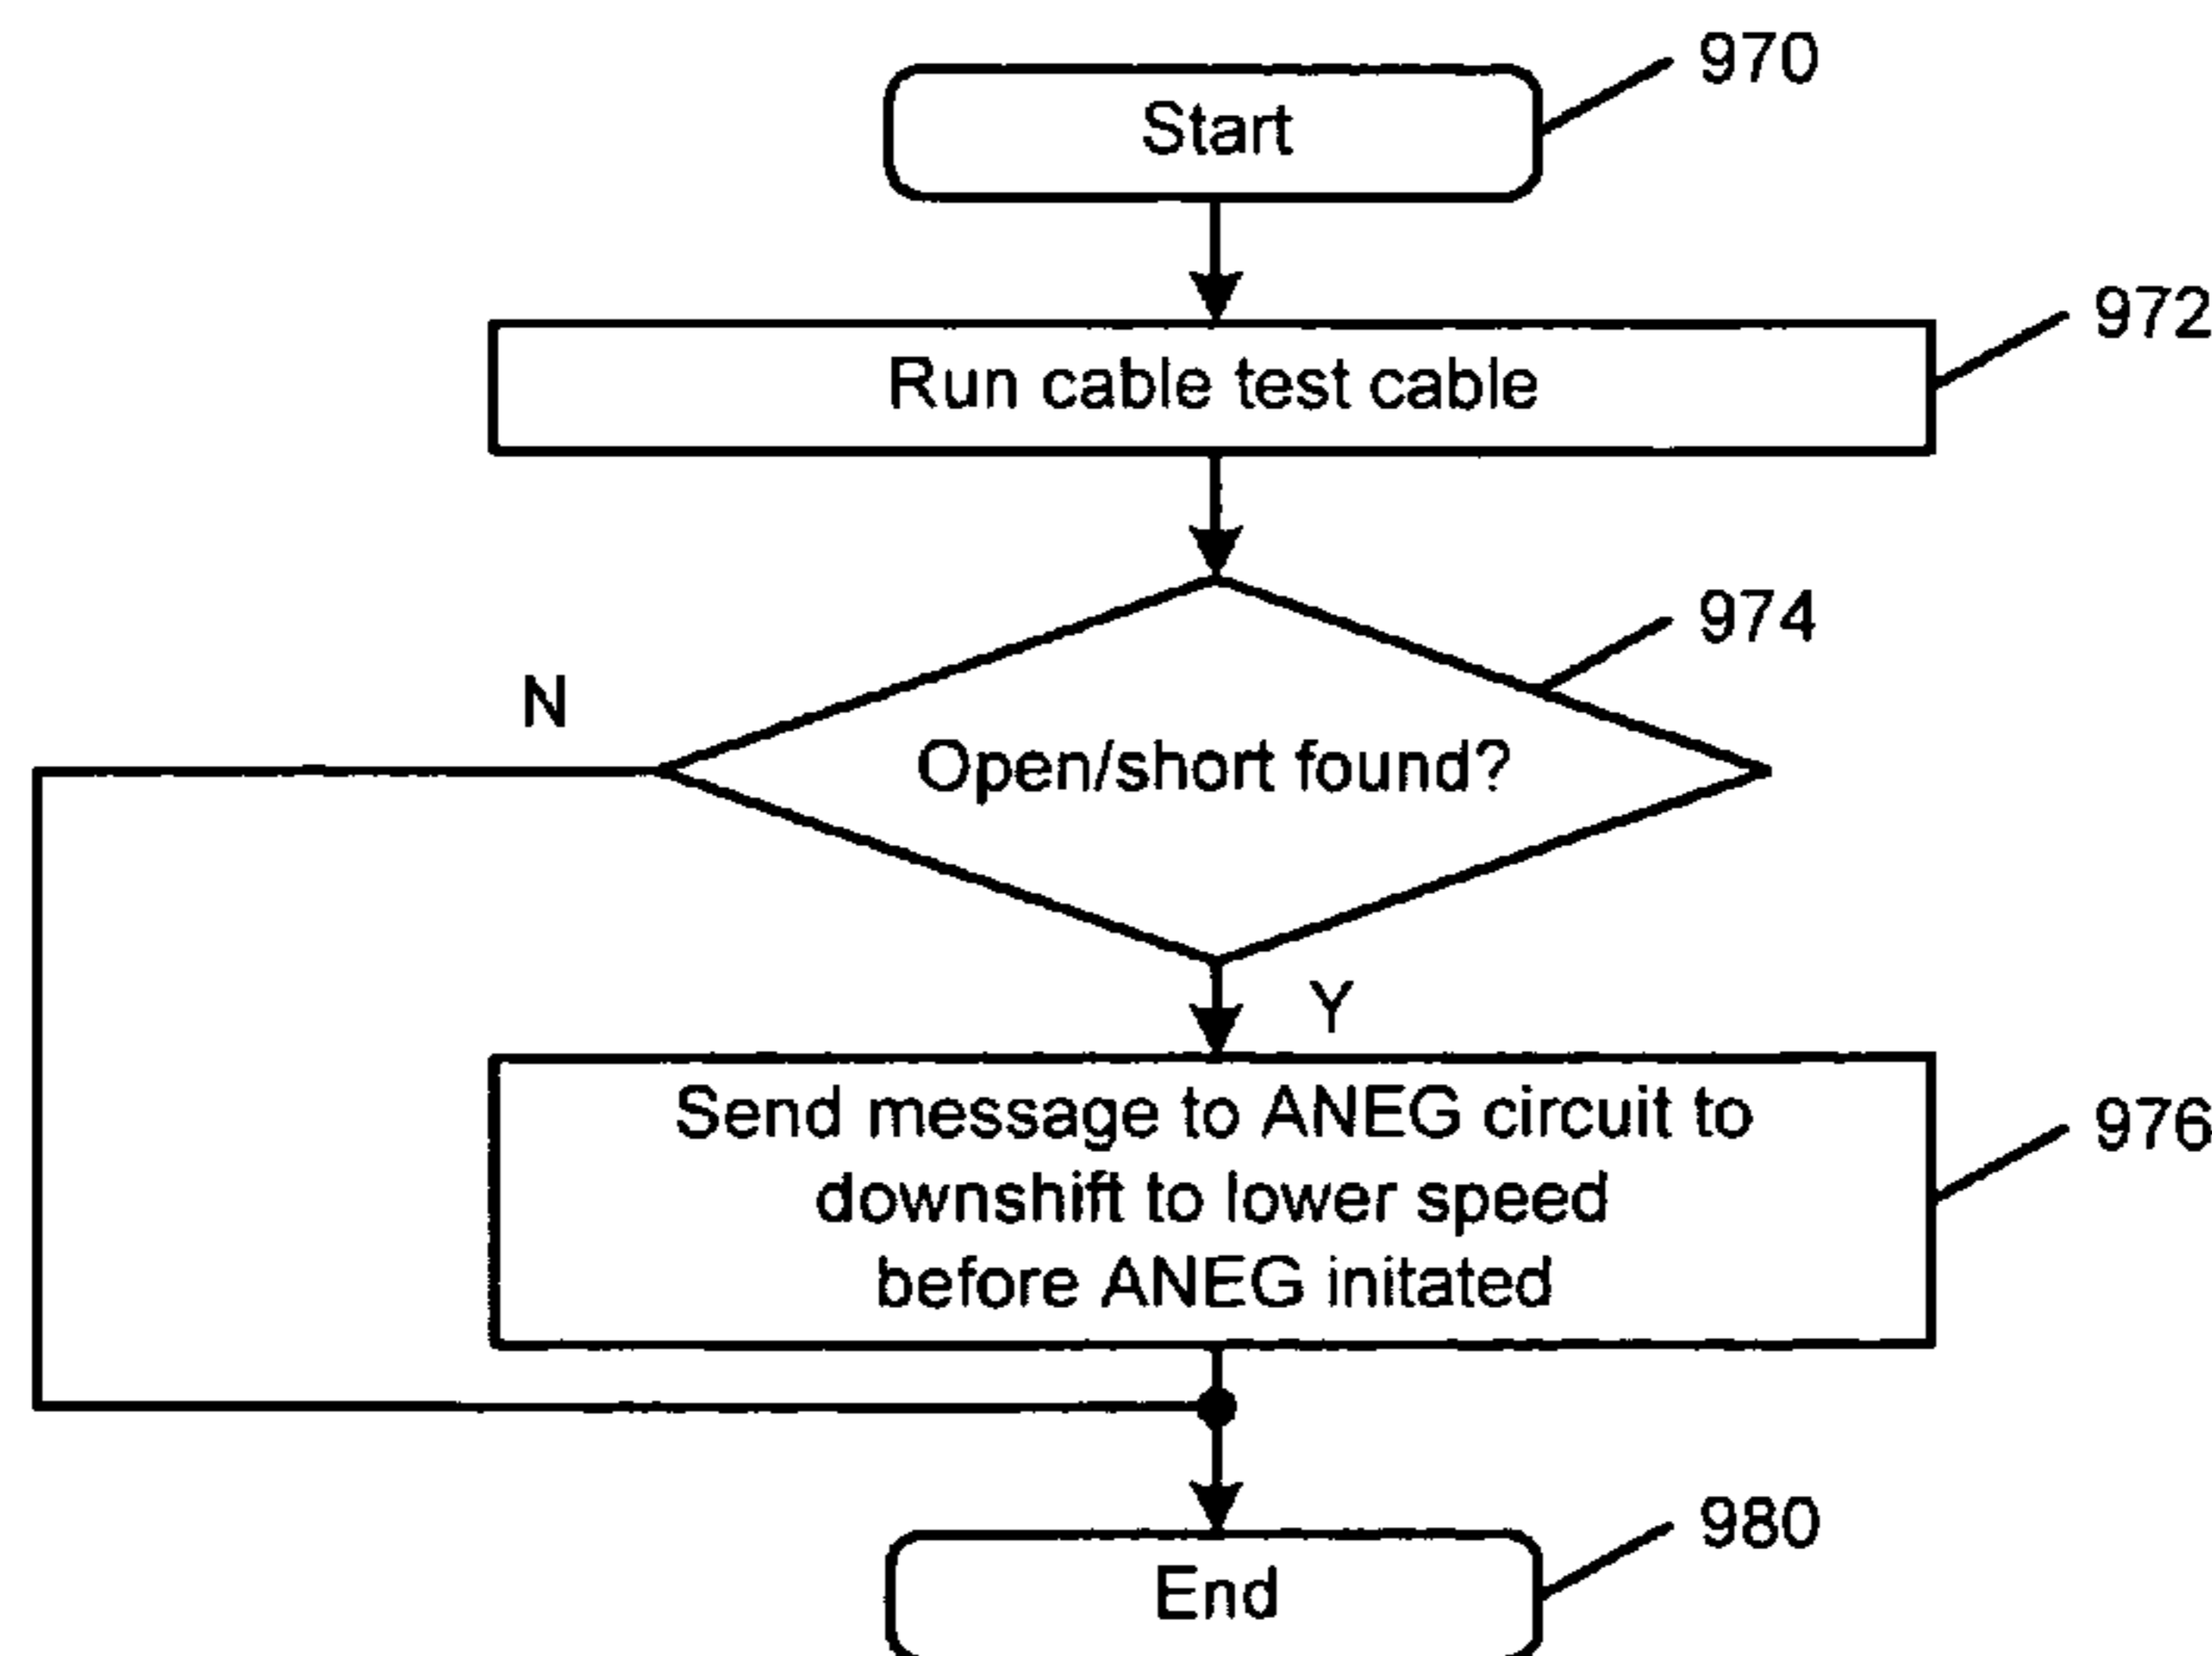 970
Start
972
Run cable test cable
974
N
Open/short found?
Y
Send message to ANEG circuit to
downshift to lower speed
before ANEG initated
976
980
End